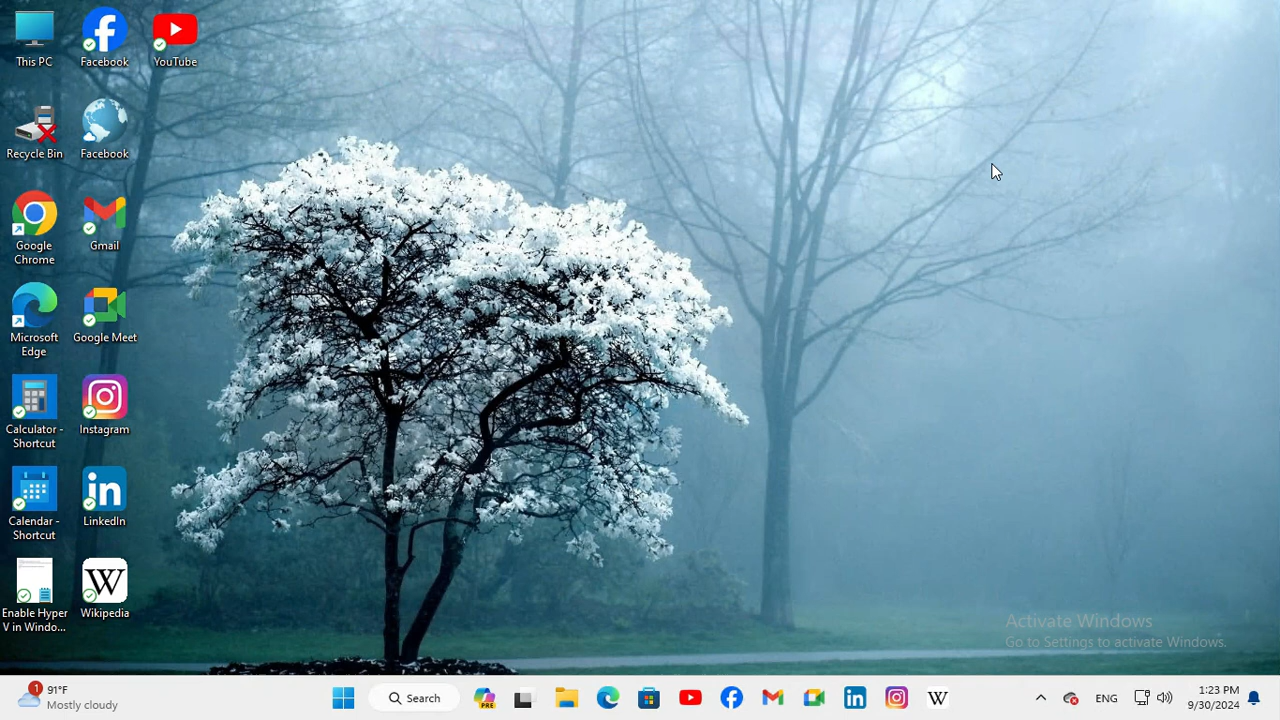 This PC
Facebook
YouTube
Recycle Bin
Facebook
Google
Chrome
Gmail
Microsoft
Edge
Google Meet
Calculator -
Shortcut
Instagram
Calendar -
Shortcut
LinkedIn
Enable Hyper
V in Windo...
Wikipedia
Activate Windows
Go to Settings to activate Windows.
1
91°F
Mostly cloudy
Search
PRE
ENG
1:23 PM
9/30/2024